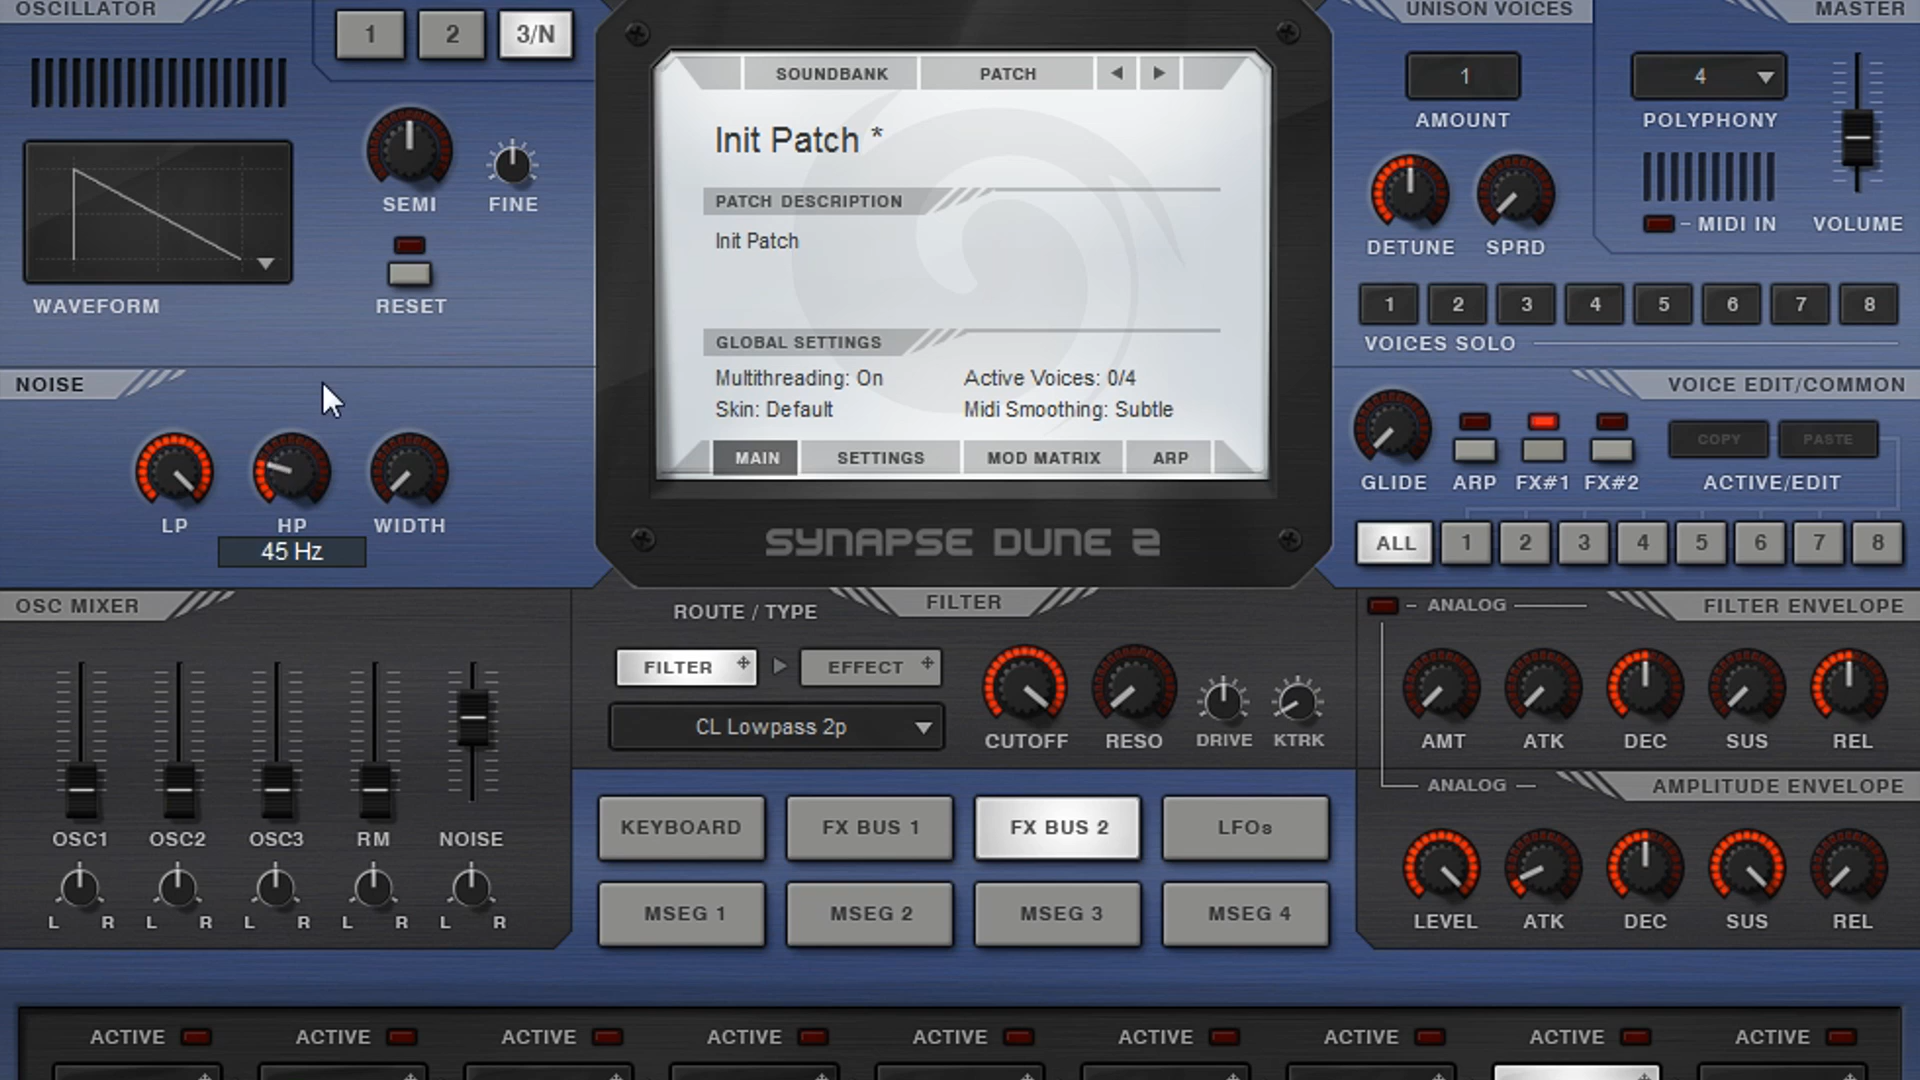 OSCILLATOR
1 2 3/N
SEMI FINE
RESET
WAVEFORM
NOISE
LP HP WIDTH
45 Hz
SOUNDBANK PATCH
Init Patch *
PATCH DESCRIPTION
Init Patch
GLOBAL SETTINGS
Multithreading: On Active Voices: 0/4
Skin: Default Midi Smoothing: Subtle
MAIN SETTINGS MOD MATRIX ARP
SYNAPSE DUNE 2
UNISON VOICES MASTER
1 4
AMOUNT POLYPHONY
DETUNE SPRD MIDI IN VOLUME
1 2 3 4 5 6 7 8
VOICES SOLO
VOICE EDIT/COMMON
COPY PASTE
GLIDE ARP FX#1 FX#2 ACTIVE/EDIT
ALL 1 2 3 4 5 6 7 8
OSC MIXER
OSC1 OSC2 OSC3 RM NOISE
L R L R L R L R L R
ROUTE / TYPE FILTER
FILTER EFFECT
CL Lowpass 2p
CUTOFF RESO DRIVE KTRK
KEYBOARD FX BUS 1 FX BUS 2 LFOs
MSEG 1 MSEG 2 MSEG 3 MSEG 4
ANALOG FILTER ENVELOPE
AMT ATK DEC SUS REL
ANALOG AMPLITUDE ENVELOPE
LEVEL ATK DEC SUS REL
ACTIVE ACTIVE ACTIVE ACTIVE ACTIVE ACTIVE ACTIVE ACTIVE ACTIVE